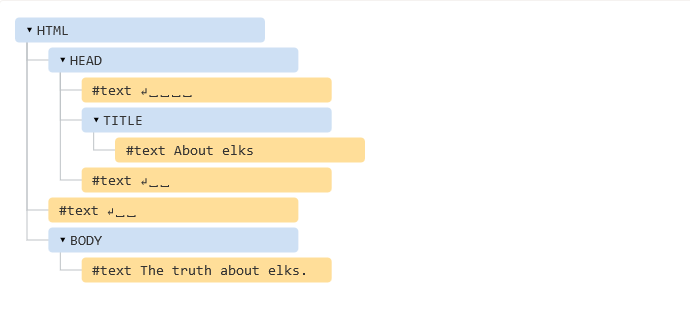 ▾ HTML
▾ HEAD
#text ↵␣␣␣␣
▾ TITLE
#text About elks
#text ↵␣␣
#text ↵␣␣
▾ BODY
#text The truth about elks.